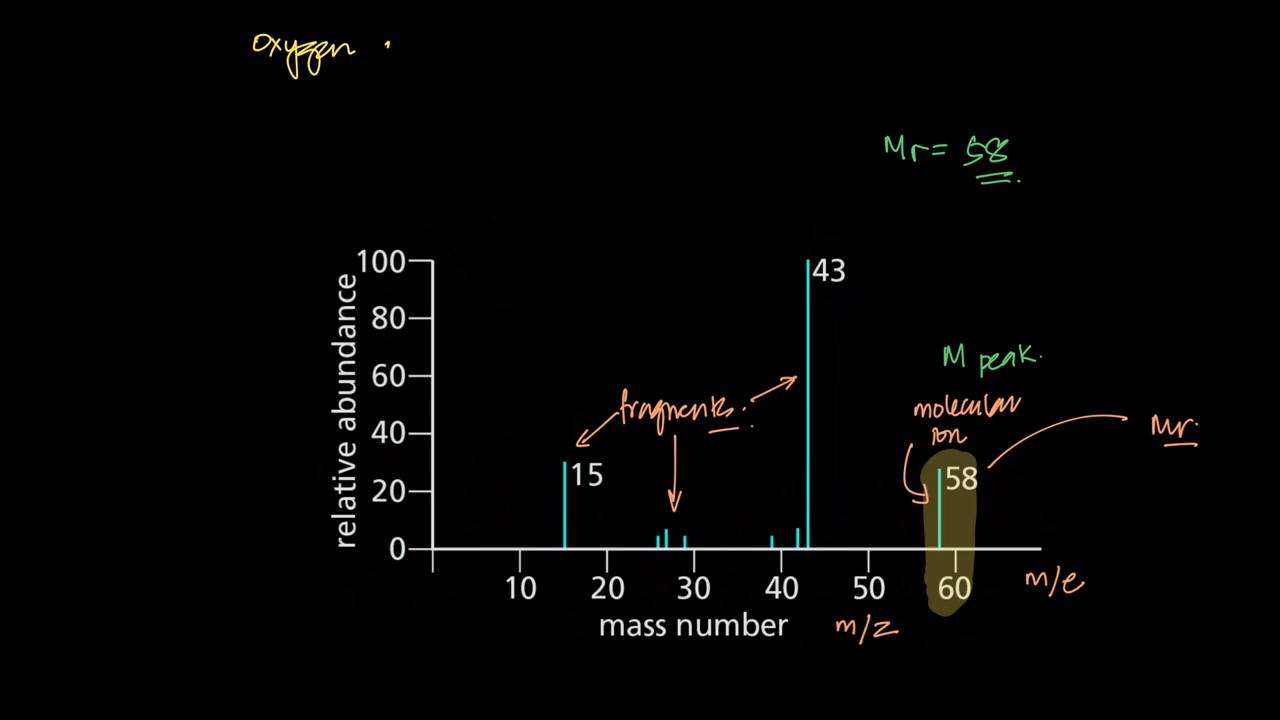 oxygen
Mr = 58
100
80
60
40
20
0
relative abundance
43
15
58
fragments.
M peak.
molecular
ion
Mr.
10 20 30 40 50 60
mass number
m/z
m/e